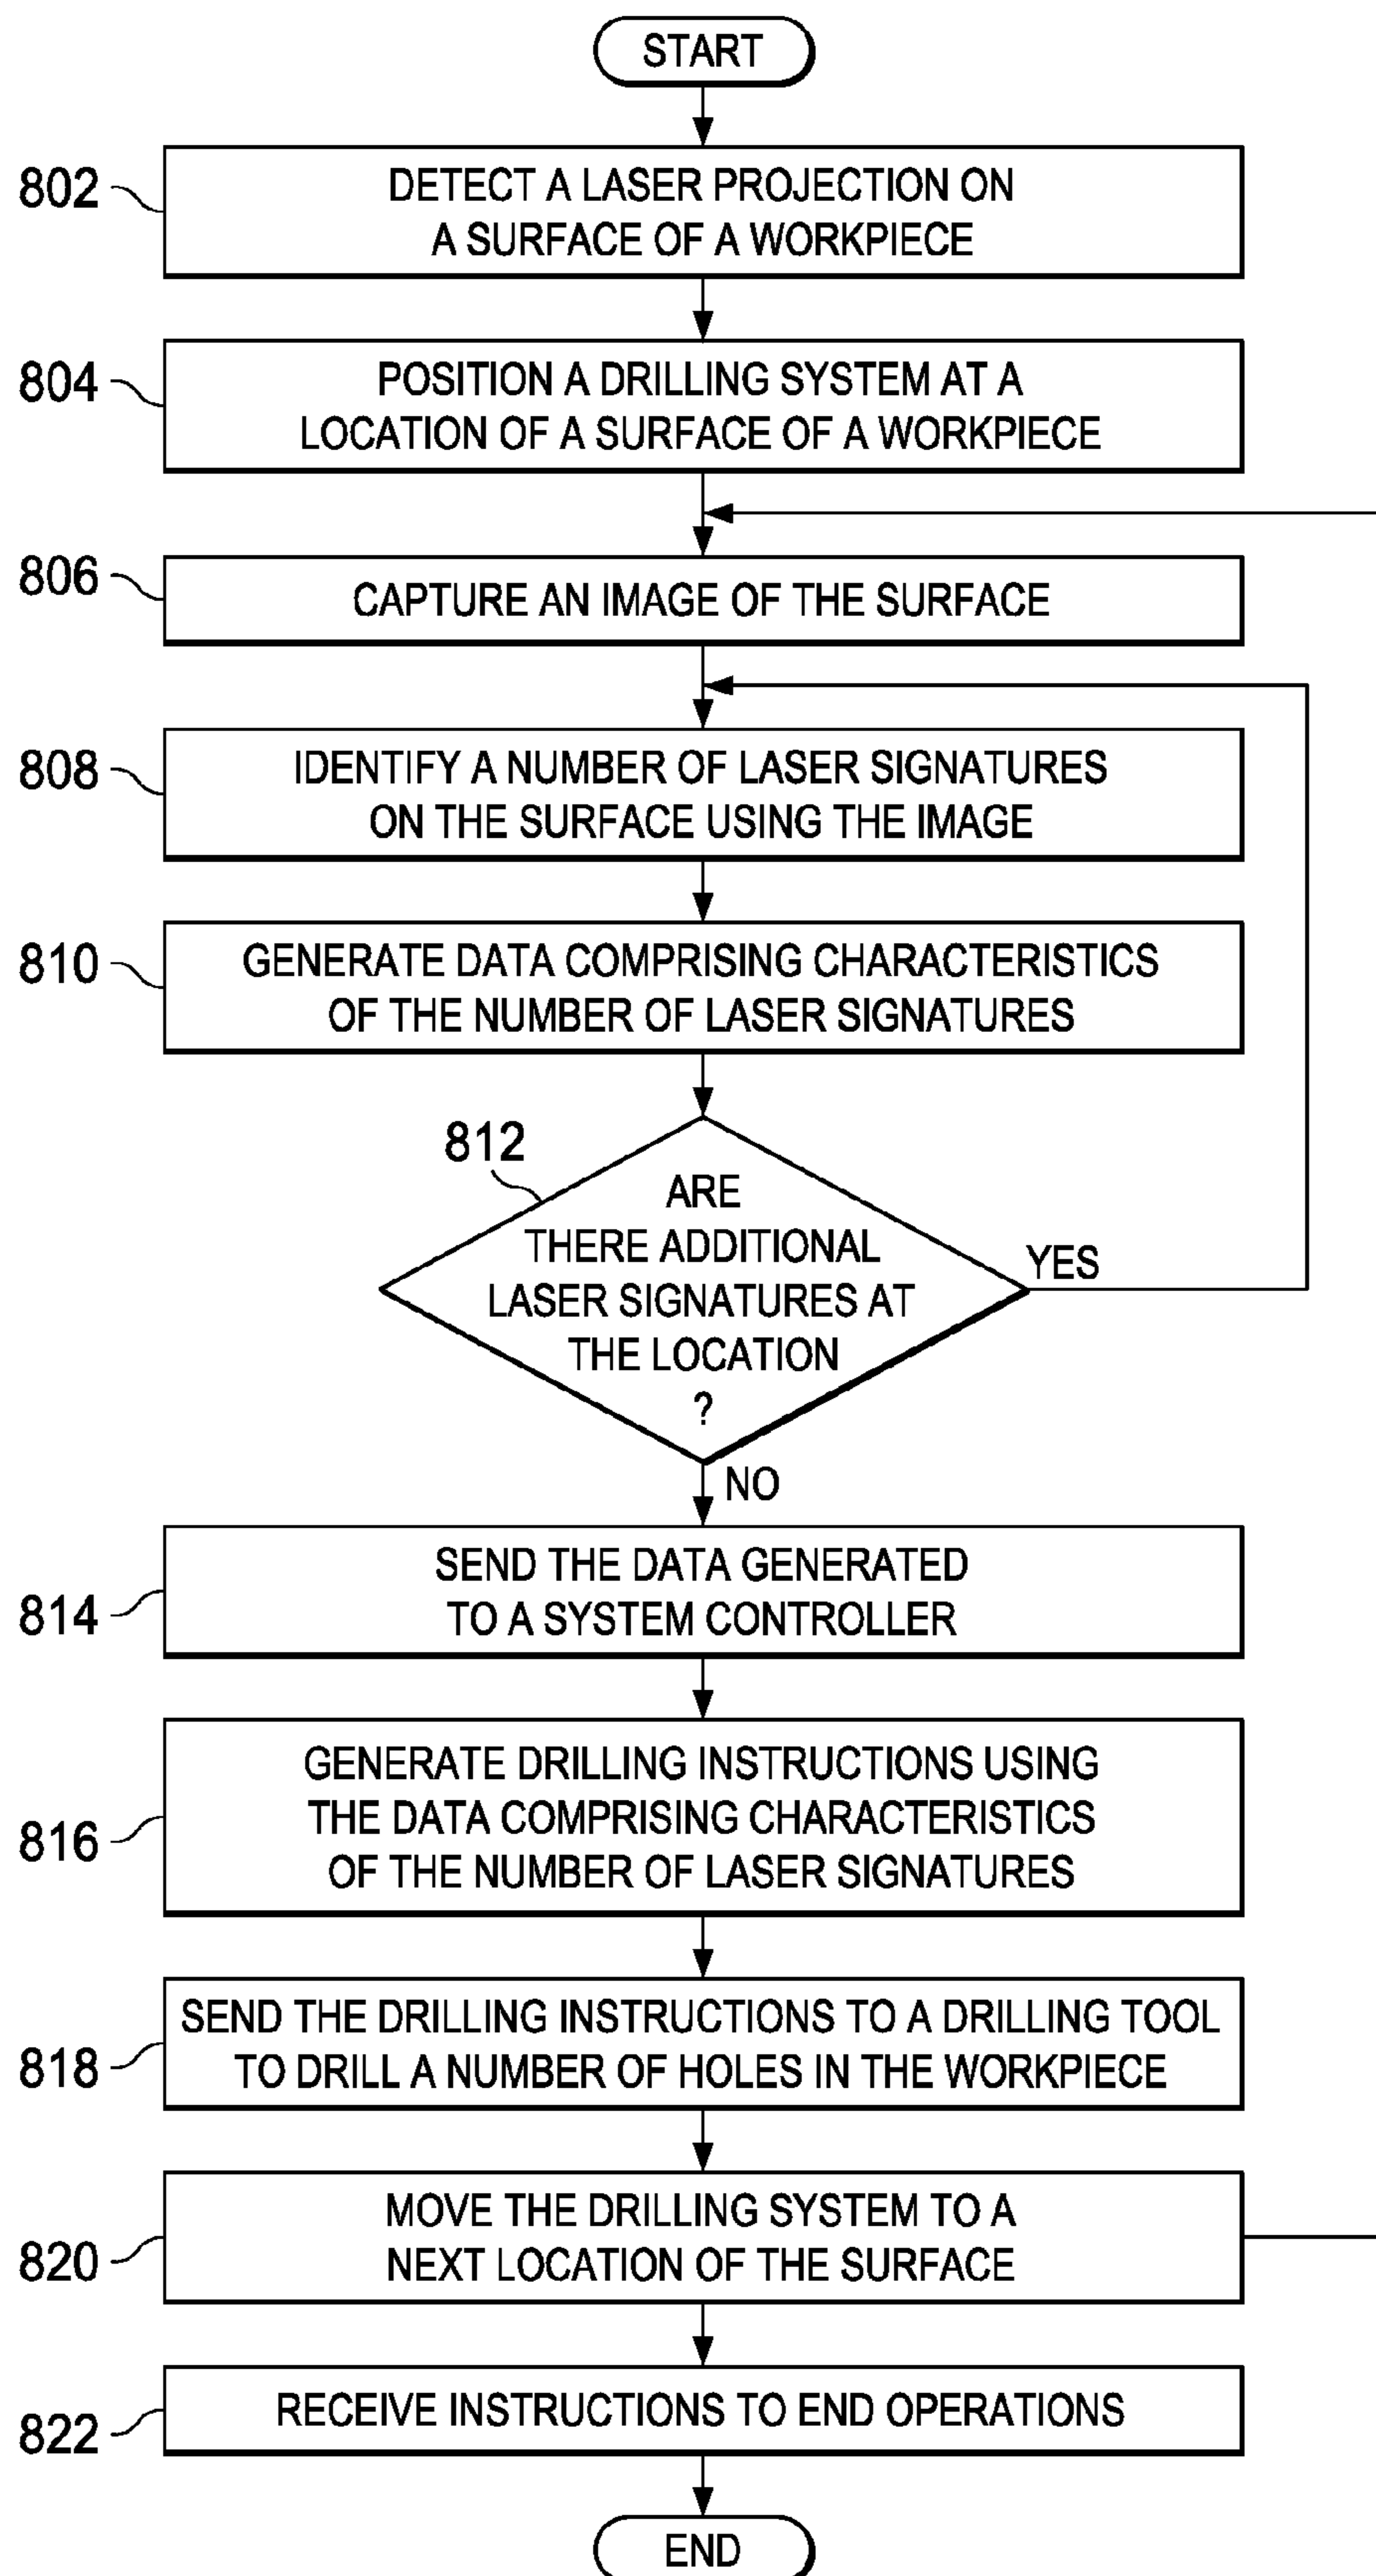 START
802
DETECT A LASER PROJECTION ON
A SURFACE OF A WORKPIECE
804
POSITION A DRILLING SYSTEM AT A
LOCATION OF A SURFACE OF A WORKPIECE
806
CAPTURE AN IMAGE OF THE SURFACE
808
IDENTIFY A NUMBER OF LASER SIGNATURES
ON THE SURFACE USING THE IMAGE
810
GENERATE DATA COMPRISING CHARACTERISTICS
OF THE NUMBER OF LASER SIGNATURES
812
ARE
THERE ADDITIONAL
LASER SIGNATURES AT
THE LOCATION
?
YES
NO
814
SEND THE DATA GENERATED
TO A SYSTEM CONTROLLER
816
GENERATE DRILLING INSTRUCTIONS USING
THE DATA COMPRISING CHARACTERISTICS
OF THE NUMBER OF LASER SIGNATURES
818
SEND THE DRILLING INSTRUCTIONS TO A DRILLING TOOL
TO DRILL A NUMBER OF HOLES IN THE WORKPIECE
820
MOVE THE DRILLING SYSTEM TO A
NEXT LOCATION OF THE SURFACE
822
RECEIVE INSTRUCTIONS TO END OPERATIONS
END